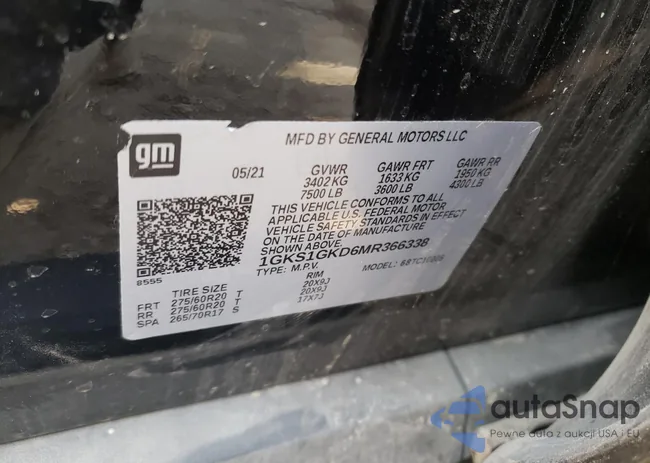 gm
MFD BY GENERAL MOTORS LLC
05/21 GVWR GAWR FRT GAWR RR
3402 KG 1633 KG 1950 KG
7500 LB 3600 LB 4300 LB
THIS VEHICLE CONFORMS TO ALL
APPLICABLE U.S. FEDERAL MOTOR
VEHICLE SAFETY STANDARDS IN EFFECT
ON THE DATE OF MANUFACTURE
SHOWN ABOVE.
1GKS1GKD6MR366338
8555
TYPE: M.P.V. MODEL:
TIRE SIZE RIM
FRT 275/60R20 T 20X9J
RR 275/60R20 T 20X9J
SPA 265/70R17 S 17X7J
autoSnap
Pewne auta z aukcji USA i EU